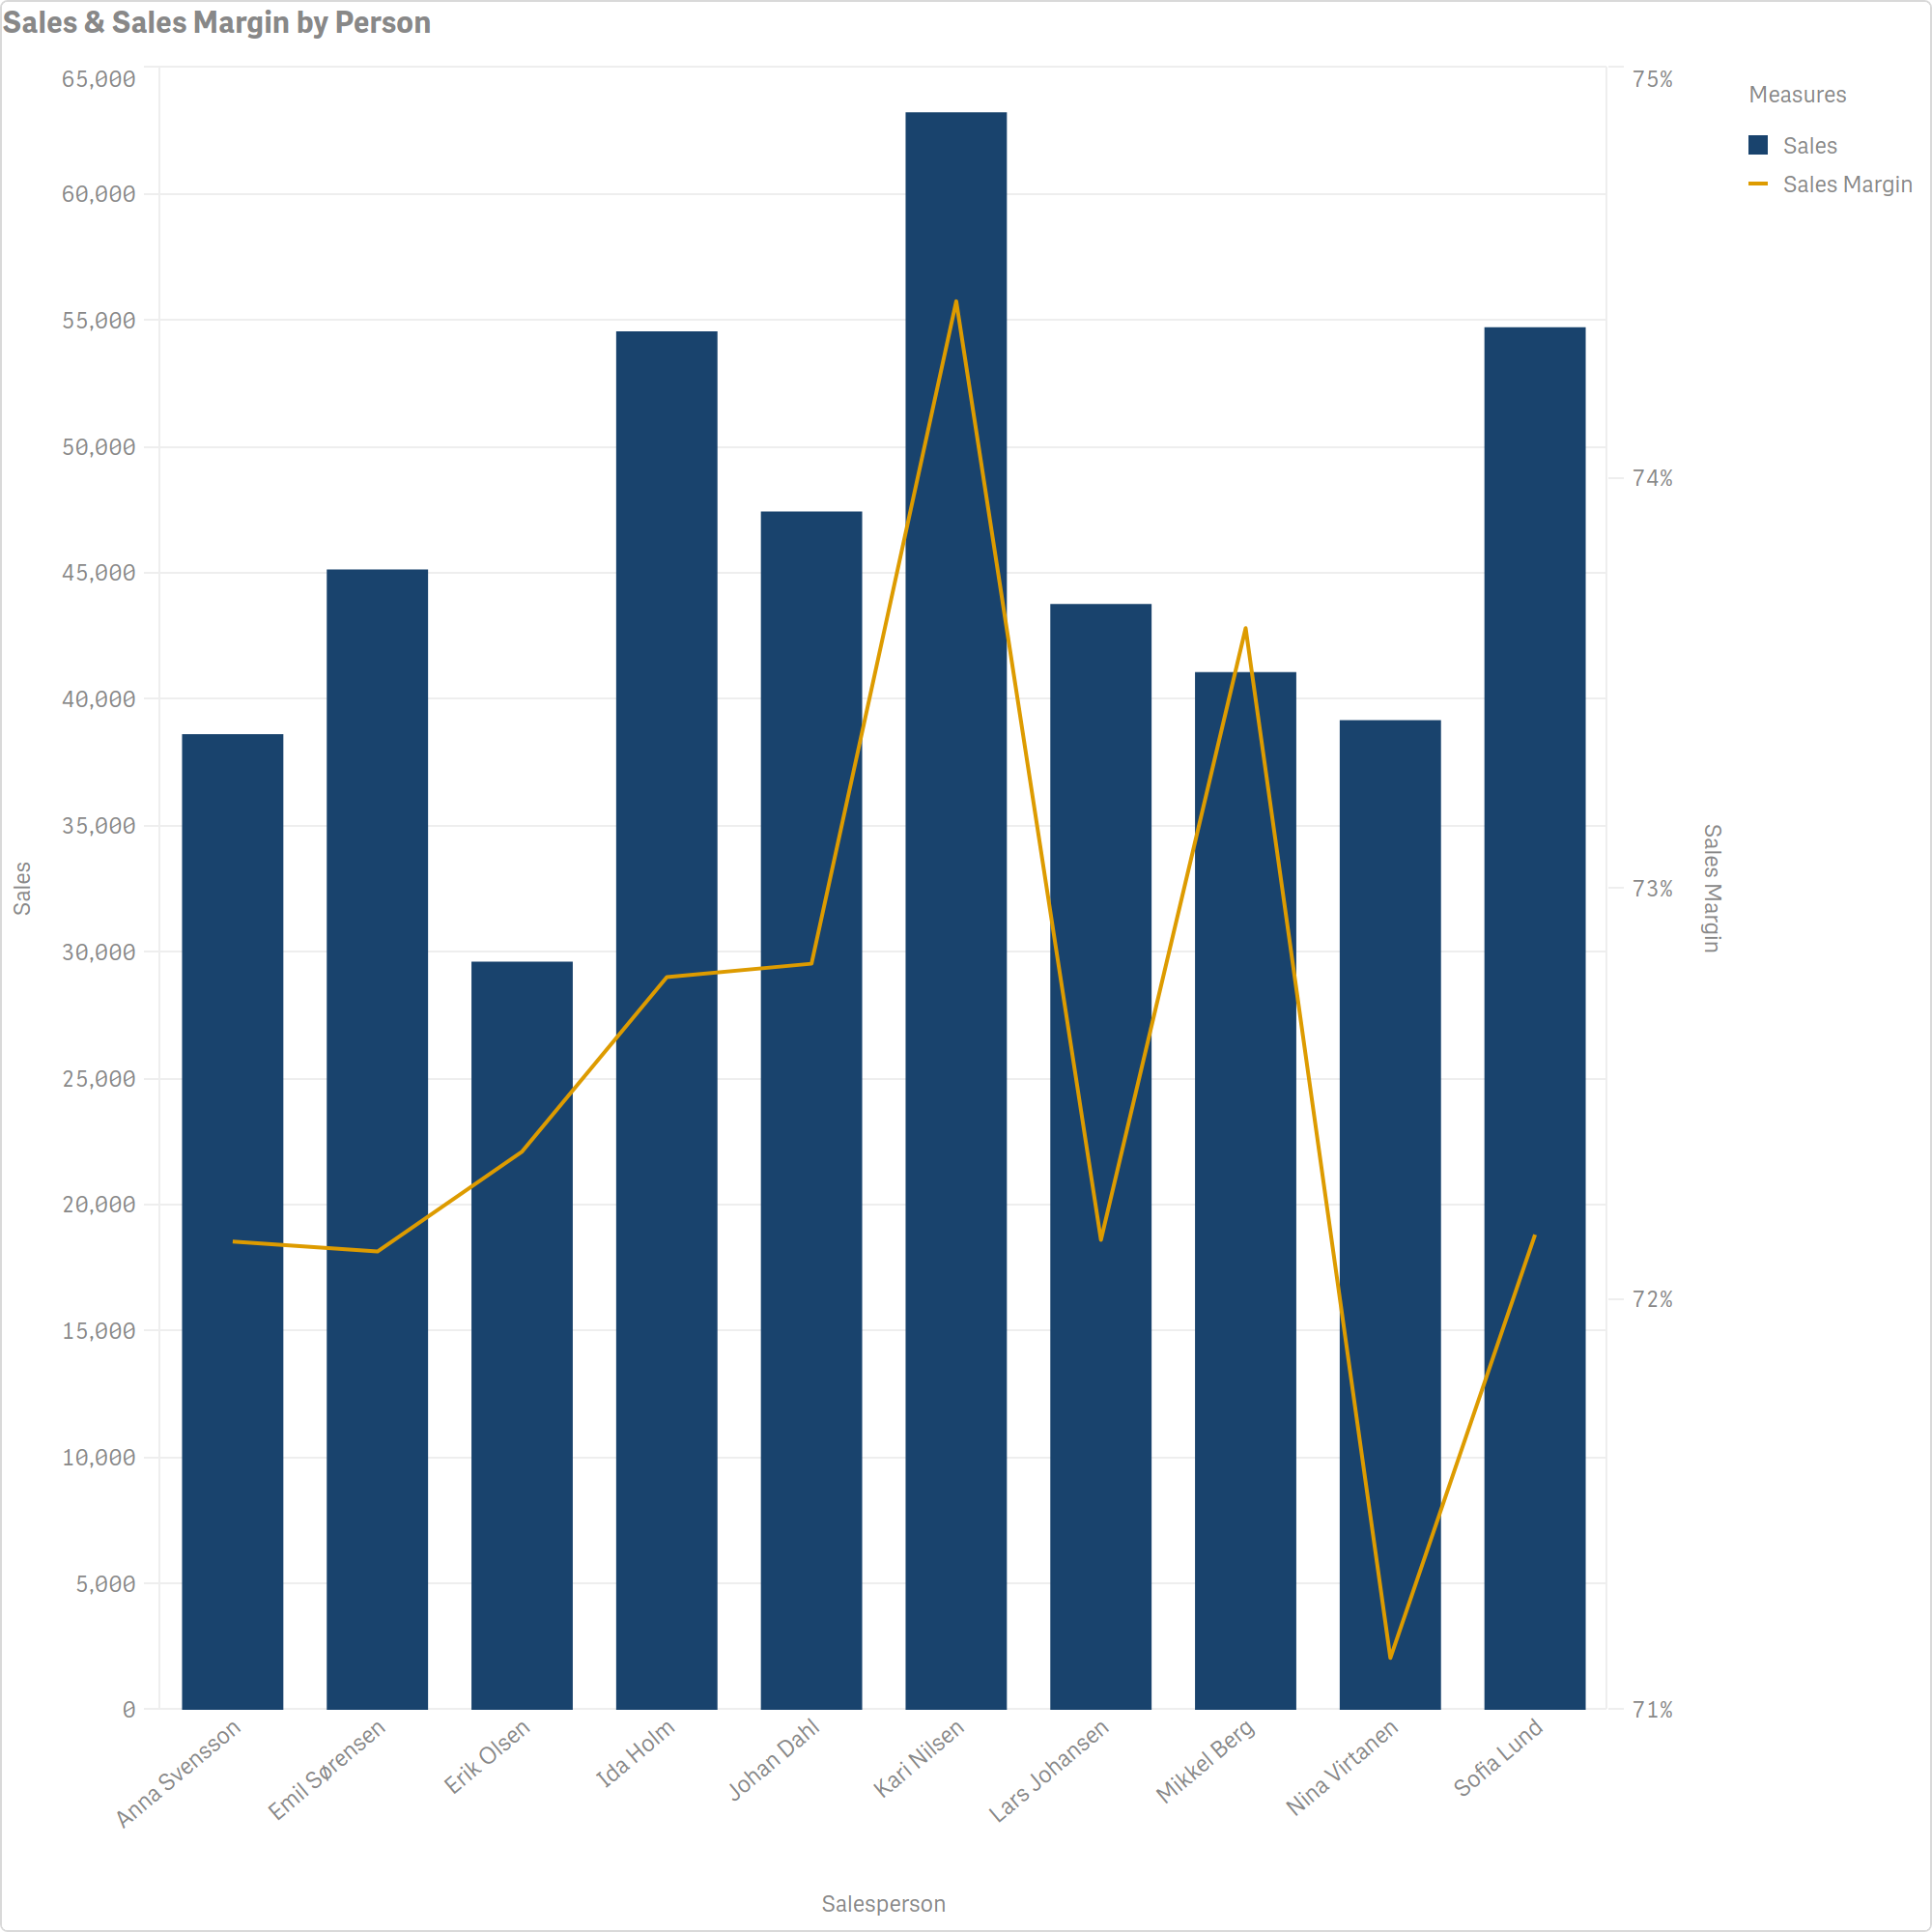 Sales & Sales Margin by Person
65,000
60,000
55,000
50,000
45,000
40,000
35,000
30,000
25,000
20,000
15,000
10,000
5,000
0
Sales
75%
74%
73%
72%
71%
Sales Margin
Measures
Sales
Sales Margin
Anna Svensson
Emil Sørensen
Erik Olsen
Ida Holm
Johan Dahl
Kari Nilsen
Lars Johansen
Mikkel Berg
Nina Virtanen
Sofia Lund
Salesperson